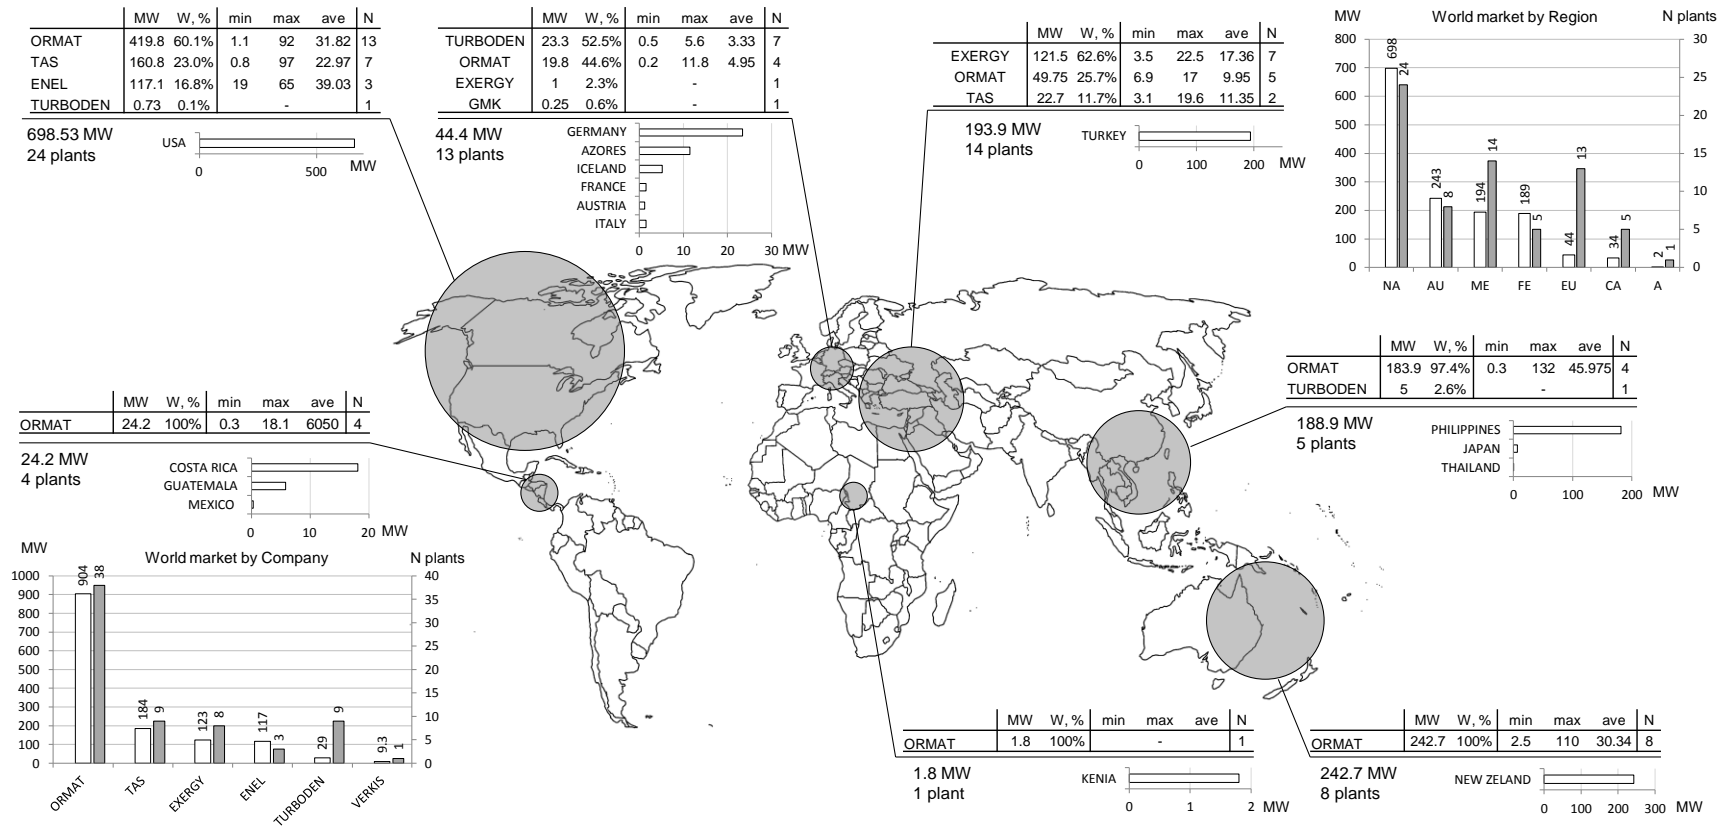 MW W, % min max ave N
ORMAT 419.8 60.1% 1.1 92 31.82 13
TAS 160.8 23.0% 0.8 97 22.97 7
ENEL 117.1 16.8% 19 65 39.03 3
TURBODEN 0.73 0.1% - 1
698.53 MW
24 plants
USA
0 500 MW
MW W, % min max ave N
TURBODEN 23.3 52.5% 0.5 5.6 3.33 7
ORMAT 19.8 44.6% 0.2 11.8 4.95 4
EXERGY 1 2.3% - 1
GMK 0.25 0.6% - 1
44.4 MW
13 plants
GERMANY
AZORES
ICELAND
FRANCE
AUSTRIA
ITALY
0 10 20 30 MW
MW W, % min max ave N
EXERGY 121.5 62.6% 3.5 22.5 17.36 7
ORMAT 49.75 25.7% 6.9 17 9.95 5
TAS 22.7 11.7% 3.1 19.6 11.35 2
193.9 MW
14 plants
TURKEY
0 100 200 MW
MW World market by Region N plants
800 30
700 25
600 20
500 15
400 10
300 5
200 0
100
0
698 24 243 8 194 14 189 5 44 13 34 5 2 1
NA AU ME FE EU CA A
MW W, % min max ave N
ORMAT 183.9 97.4% 0.3 132 45.975 4
TURBODEN 5 2.6% - 1
188.9 MW
5 plants
PHILIPPINES
JAPAN
THAILAND
0 100 200 MW
MW W, % min max ave N
ORMAT 24.2 100% 0.3 18.1 6050 4
24.2 MW
4 plants
COSTA RICA
GUATEMALA
MEXICO
0 10 20 MW
MW World market by Company N plants
1000 40
900 35
800 30
700 25
600 20
500 15
400 10
300 5
200 0
100
0
904 38 184 9 123 8 117 3 29 9 9.3 1
ORMAT TAS EXERGY ENEL TURBODEN VERKIS
MW W, % min max ave N
ORMAT 1.8 100% - 1
1.8 MW
1 plant
KENIA
0 1 2 MW
MW W, % min max ave N
ORMAT 242.7 100% 2.5 110 30.34 8
242.7 MW
8 plants
NEW ZELAND
0 100 200 300 MW